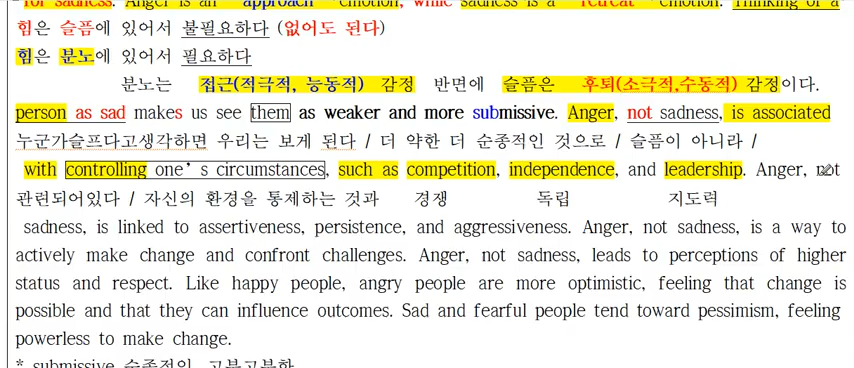 for sadness. Anger is an "approach" emotion, while sadness is a "retreat" emotion. Thinking of a
힘은 슬픔에 있어서 불필요하다 (없어도 된다)
힘은 분노에 있어서 필요하다
분노는 접근(적극적, 능동적) 감정 반면에 슬픔은 후퇴(소극적,수동적) 감정이다.
person as sad makes us see them as weaker and more submissive. Anger, not sadness, is associated
누군가슬프다고생각하면 우리는 보게 된다 / 더 약한 더 순종적인 것으로 / 슬픔이 아니라 /
with controlling one's circumstances, such as competition, independence, and leadership. Anger, not
관련되어있다 / 자신의 환경을 통제하는 것과 경쟁 독립 지도력
sadness, is linked to assertiveness, persistence, and aggressiveness. Anger, not sadness, is a way to
actively make change and confront challenges. Anger, not sadness, leads to perceptions of higher
status and respect. Like happy people, angry people are more optimistic, feeling that change is
possible and that they can influence outcomes. Sad and fearful people tend toward pessimism, feeling
powerless to make change.
* submissive 순종적인, 고분고분한